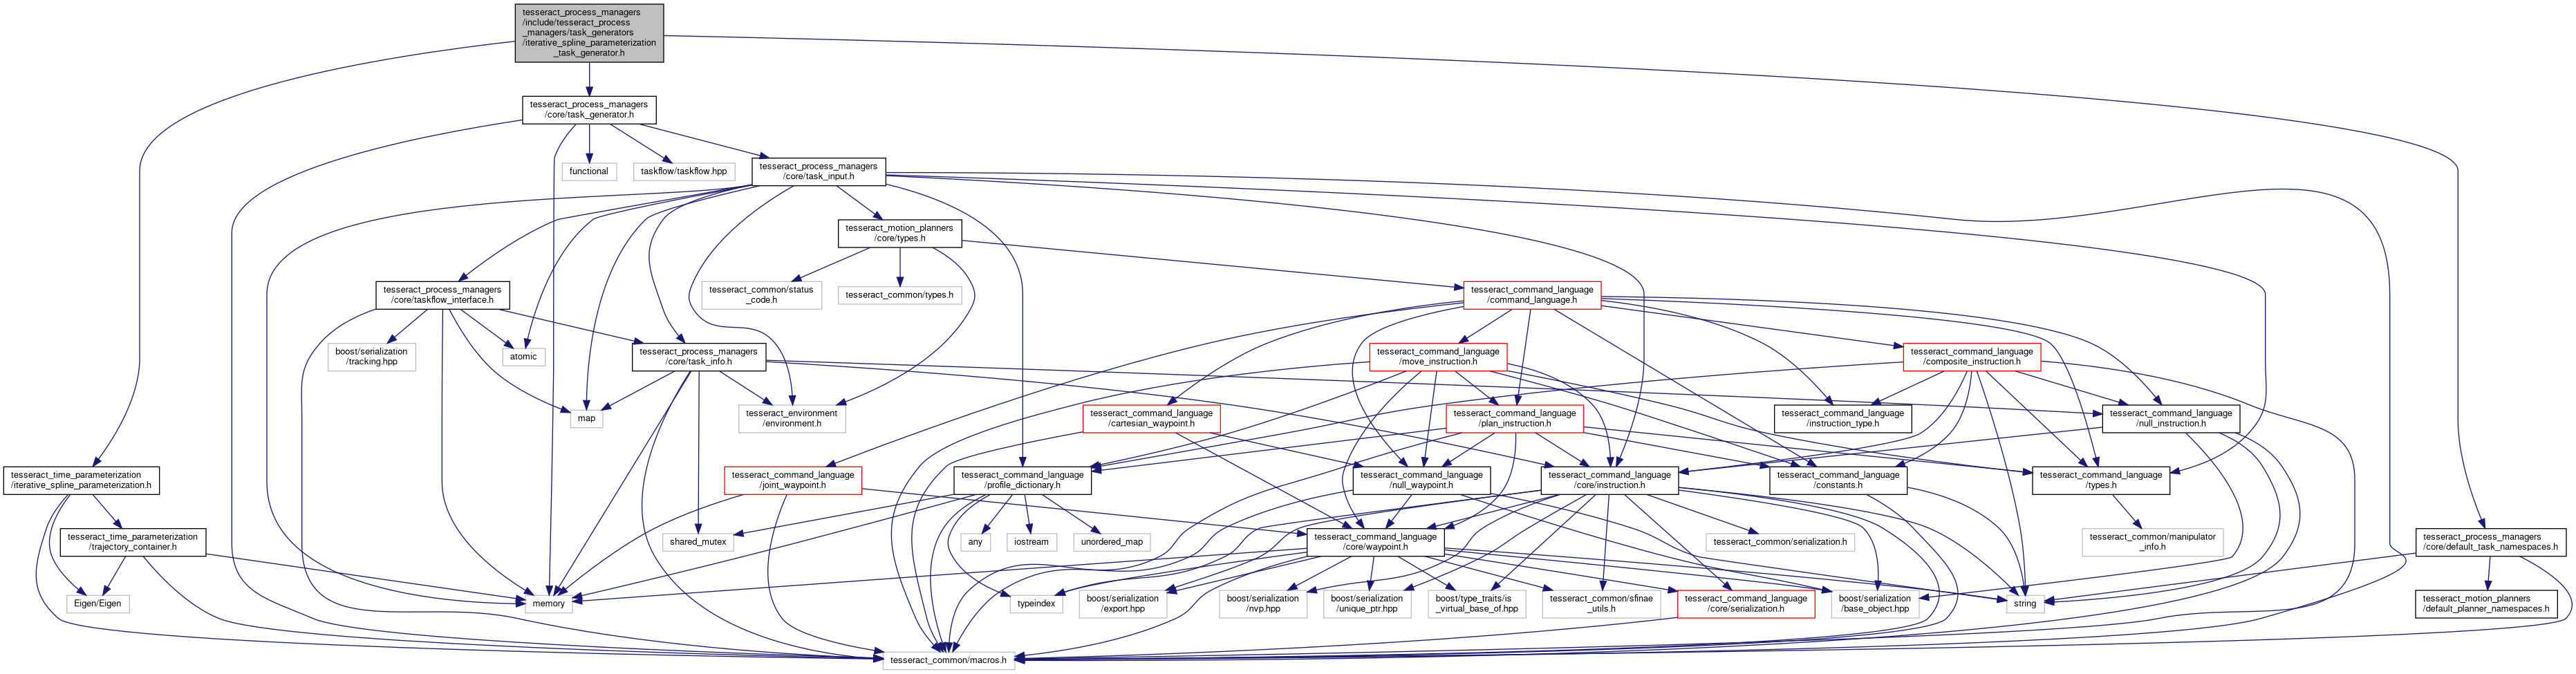 tesseract_process_managers
/include/tesseract_process
_managers/task_generators
/iterative_spline_parameterization
_task_generator.h
tesseract_process_managers
/core/task_generator.h
functional
taskflow/taskflow.hpp
tesseract_process_managers
/core/task_input.h
tesseract_motion_planners
/core/types.h
tesseract_process_managers
/core/taskflow_interface.h
tesseract_common/status
_code.h
tesseract_common/types.h
tesseract_command_language
/command_language.h
boost/serialization
/tracking.hpp
atomic
tesseract_process_managers
/core/task_info.h
tesseract_command_language
/move_instruction.h
tesseract_command_language
/composite_instruction.h
map
tesseract_environment
/environment.h
tesseract_command_language
/cartesian_waypoint.h
tesseract_command_language
/plan_instruction.h
tesseract_command_language
/instruction_type.h
tesseract_command_language
/null_instruction.h
tesseract_time_parameterization
/iterative_spline_parameterization.h
tesseract_command_language
/joint_waypoint.h
tesseract_command_language
/profile_dictionary.h
tesseract_command_language
/null_waypoint.h
tesseract_command_language
/core/instruction.h
tesseract_command_language
/constants.h
tesseract_command_language
/types.h
tesseract_time_parameterization
/trajectory_container.h
shared_mutex
any
iostream
unordered_map
tesseract_command_language
/core/waypoint.h
tesseract_common/serialization.h
tesseract_common/manipulator
_info.h
tesseract_process_managers
/core/default_task_namespaces.h
Eigen/Eigen
memory
typeindex
boost/serialization
/export.hpp
boost/serialization
/nvp.hpp
boost/serialization
/unique_ptr.hpp
boost/type_traits/is
_virtual_base_of.hpp
tesseract_common/sfinae
_utils.h
tesseract_command_language
/core/serialization.h
boost/serialization
/base_object.hpp
string
tesseract_motion_planners
/default_planner_namespaces.h
tesseract_common/macros.h